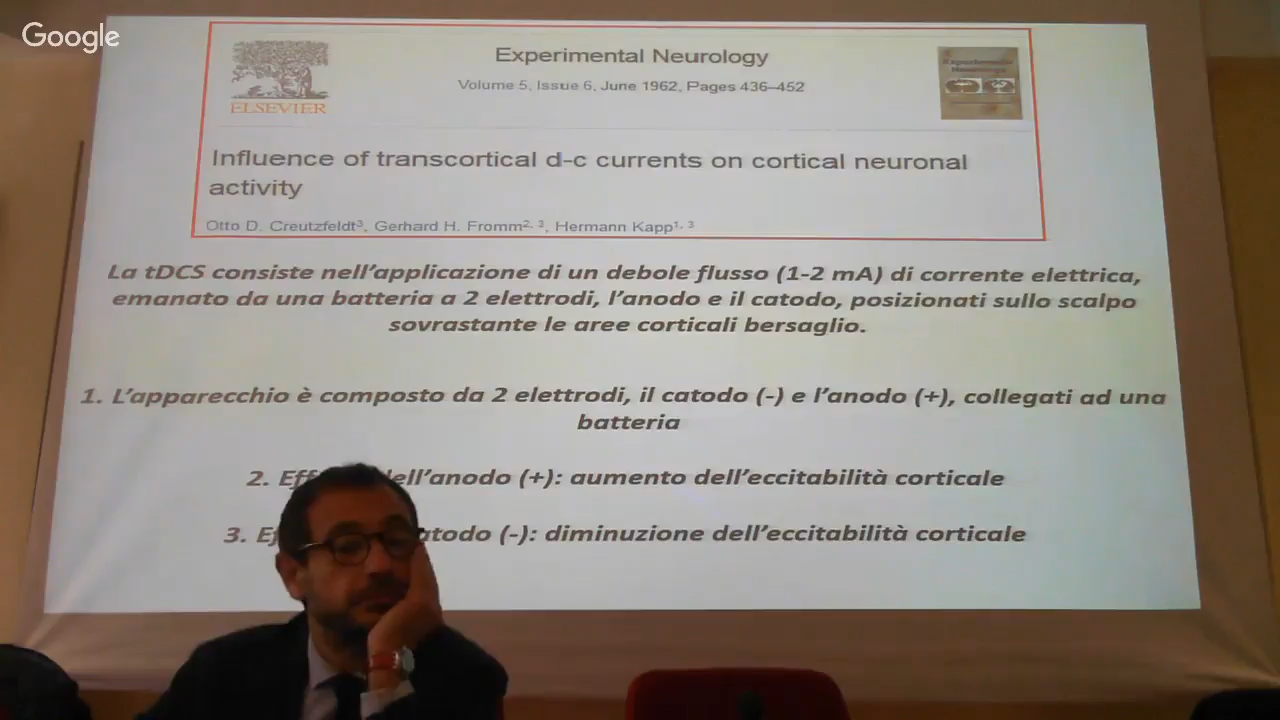 Google
ELSEVIER
Experimental Neurology
Volume 5, Issue 6, June 1962, Pages 436–452
Experimental
Neurology
Influence of transcortical d-c currents on cortical neuronal
activity
Otto D. Creutzfeldt³, Gerhard H. Fromm², ³, Hermann Kapp¹, ³
La tDCS consiste nell’applicazione di un debole flusso (1-2 mA) di corrente elettrica,
emanato da una batteria a 2 elettrodi, l’anodo e il catodo, posizionati sullo scalpo
sovrastante le aree corticali bersaglio.
1. L’apparecchio è composto da 2 elettrodi, il catodo (-) e l’anodo (+), collegati ad una
batteria
2. Eff ell’anodo (+): aumento dell’eccitabilità corticale
3. E atodo (-): diminuzione dell’eccitabilità corticale